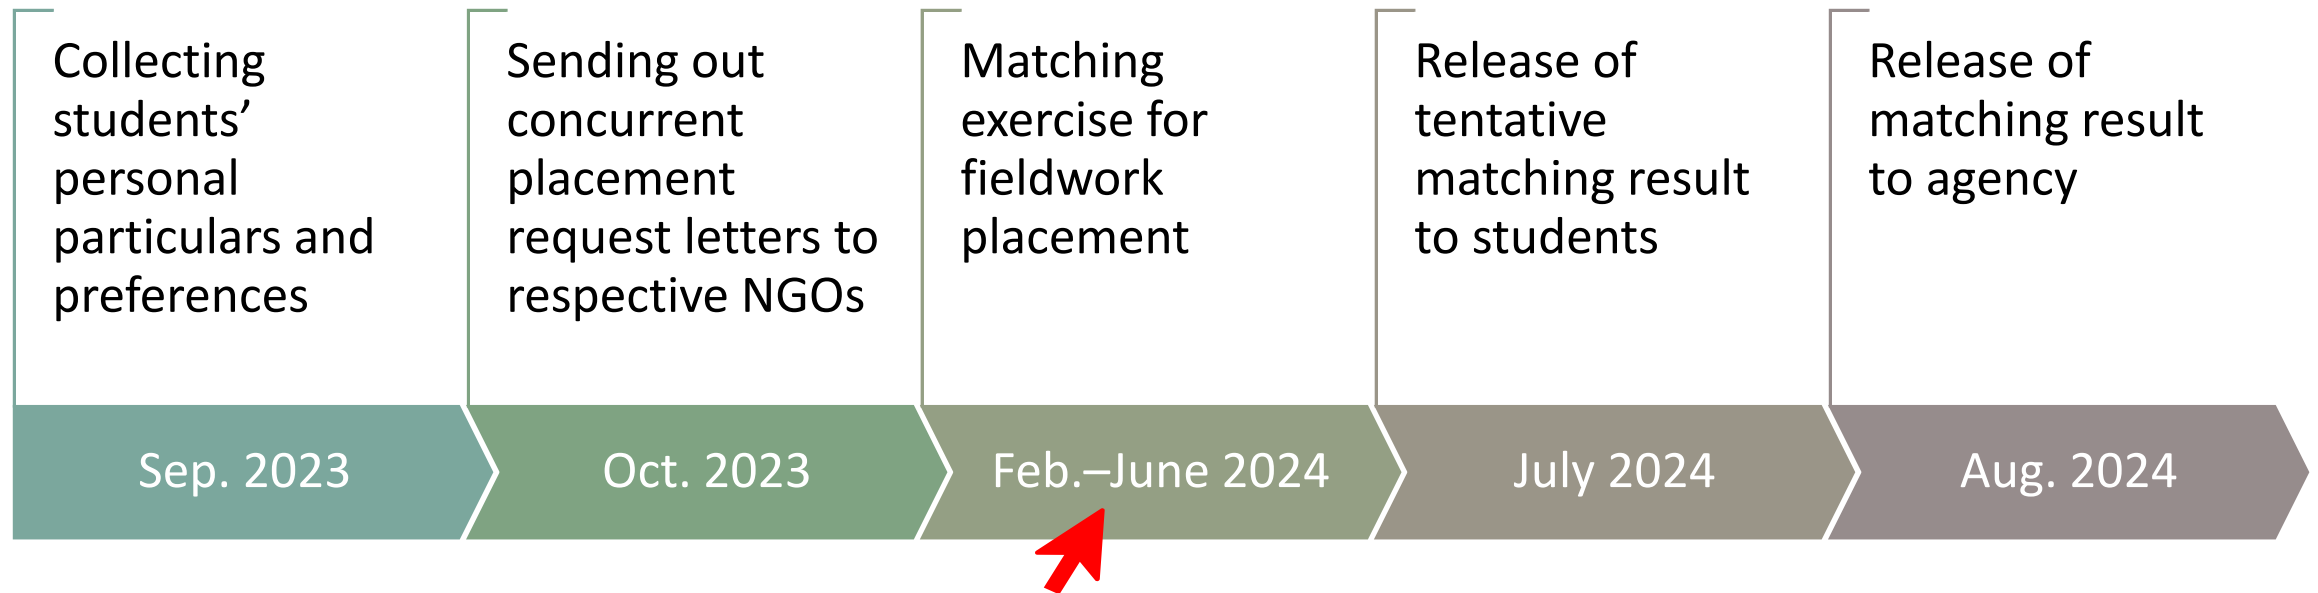 Collecting
students’
personal
particulars and
preferences
Sending out
concurrent
placement
request letters to
respective NGOs
Matching
exercise for
fieldwork
placement
Release of
tentative
matching result
to students
Release of
matching result
to agency
Sep. 2023
Oct. 2023
Feb.–June 2024
July 2024
Aug. 2024